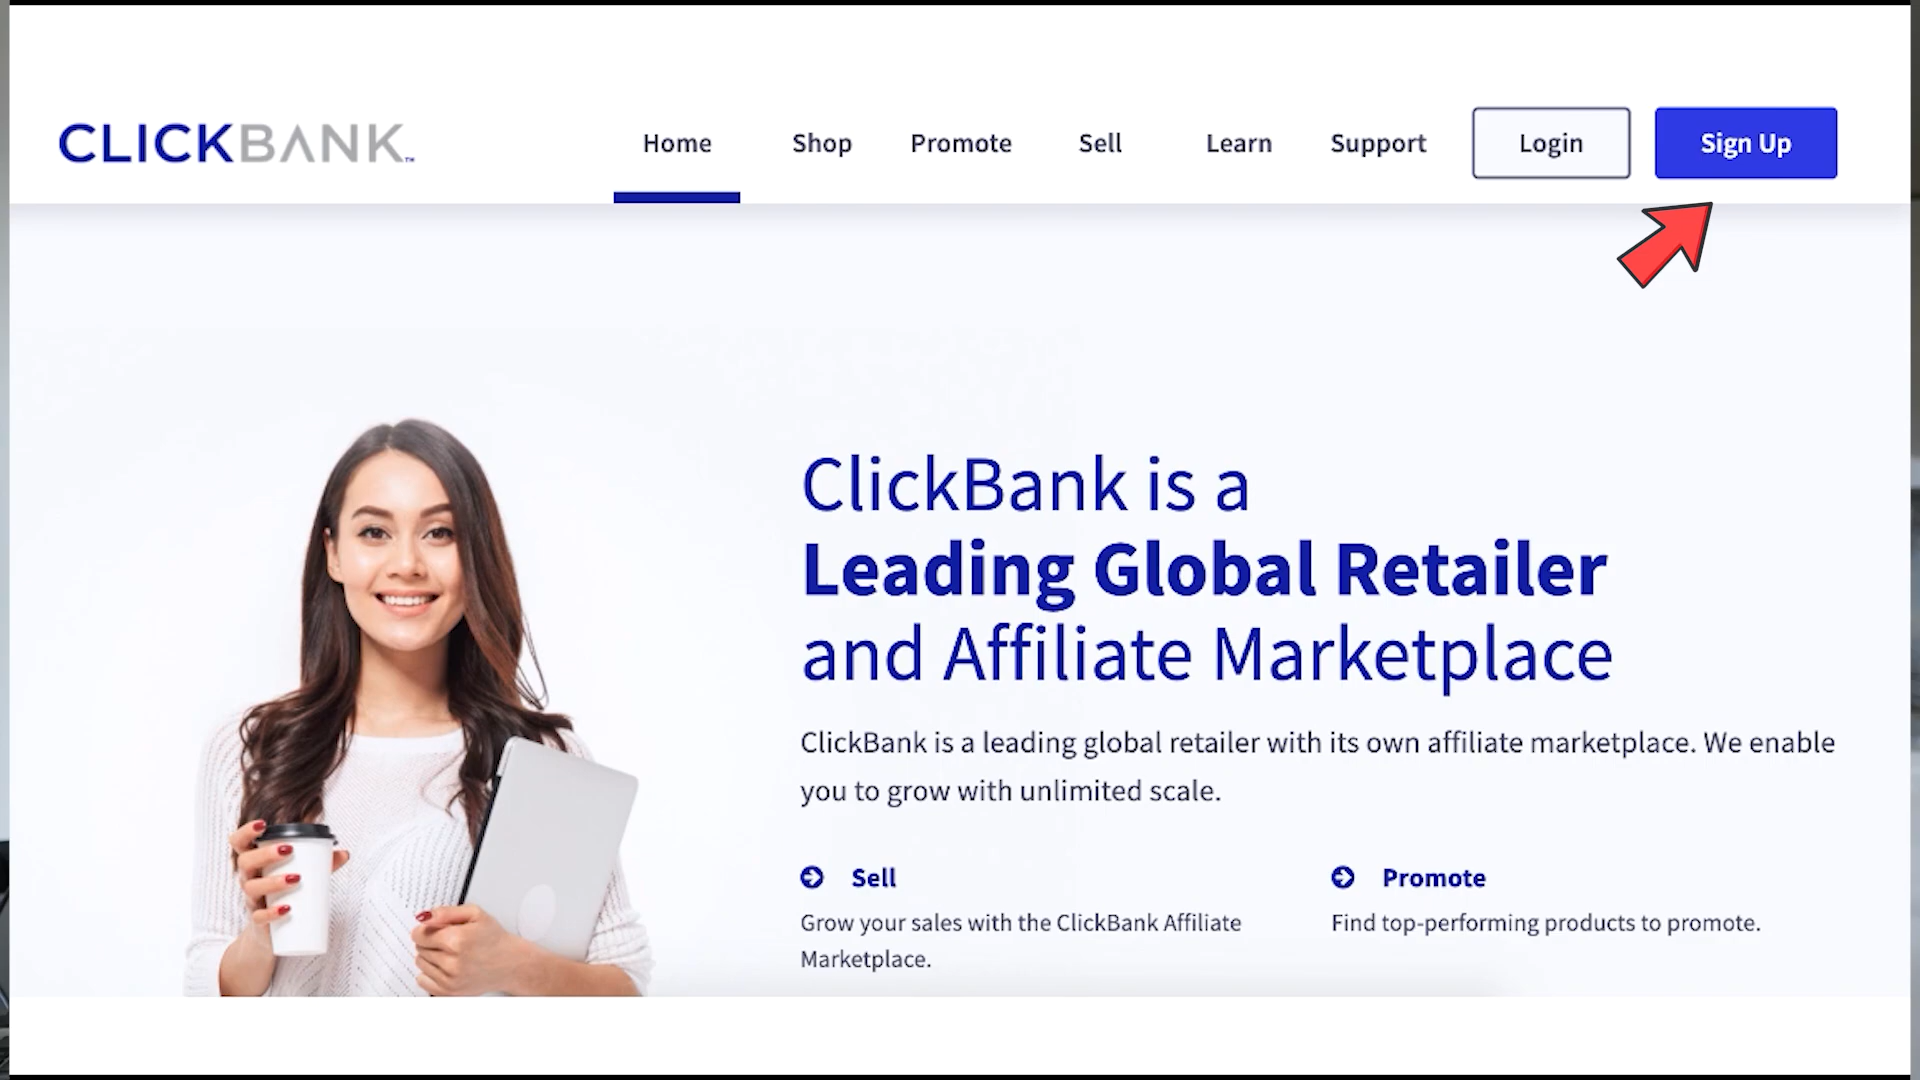 CLICKBANK™
Home
Shop
Promote
Sell
Learn
Support
Login
Sign Up
ClickBank is a
Leading Global Retailer
and Affiliate Marketplace
ClickBank is a leading global retailer with its own affiliate marketplace. We enable
you to grow with unlimited scale.
Sell
Grow your sales with the ClickBank Affiliate
Marketplace.
Promote
Find top-performing products to promote.